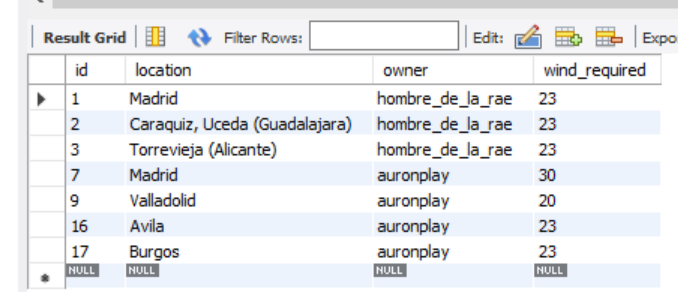 Result Grid Filter Rows: Edit: Expo
id location owner wind_required
1 Madrid hombre_de_la_rae 23
2 Caraquiz, Uceda (Guadalajara) hombre_de_la_rae 23
3 Torrevieja (Alicante) hombre_de_la_rae 23
7 Madrid auronplay 30
9 Valladolid auronplay 20
16 Avila auronplay 23
17 Burgos auronplay 23
NULL NULL NULL NULL